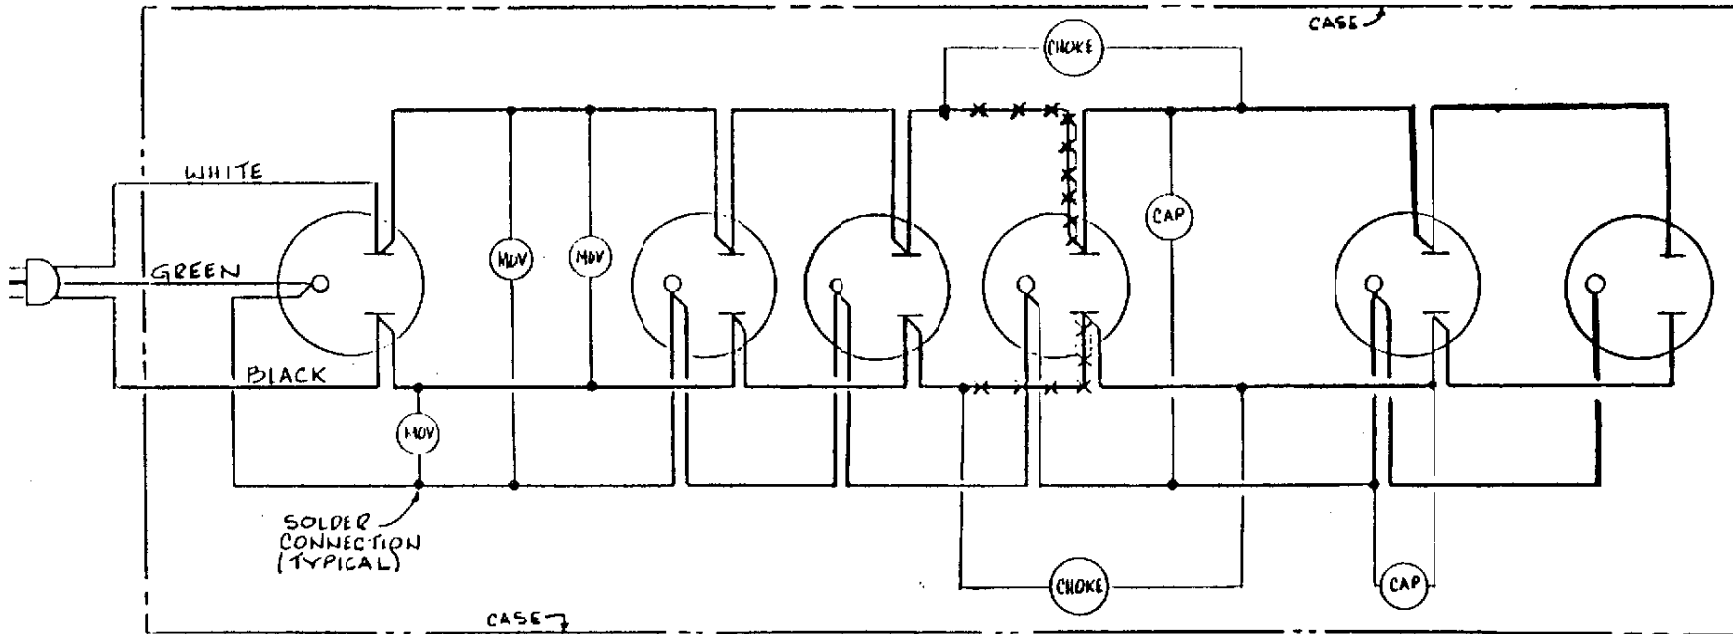 CASE
CHOKE
WHITE
CAP
MOV
MOV
GREEN
BLACK
MOV
SOLDER
CONNECTION
(TYPICAL)
CHOKE
CAP
CASE